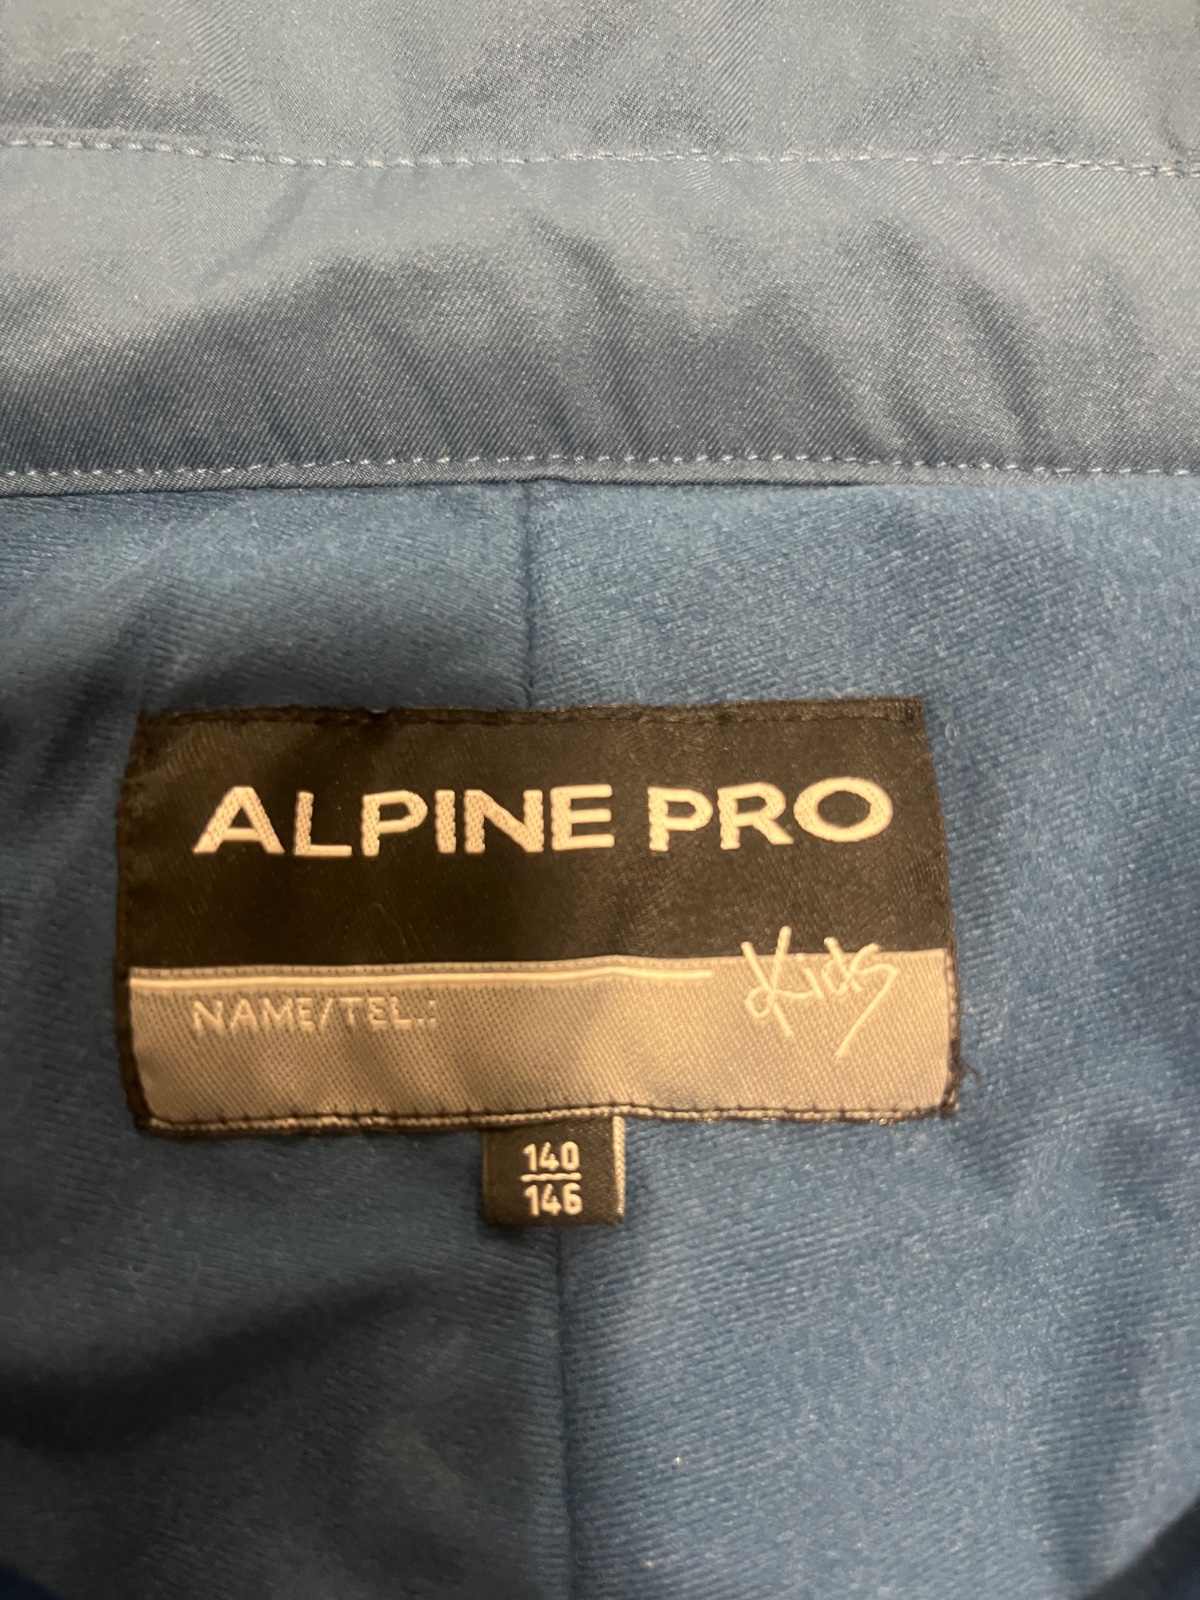 ALPINE PRO
Kids
NAME/TEL.:
140
146